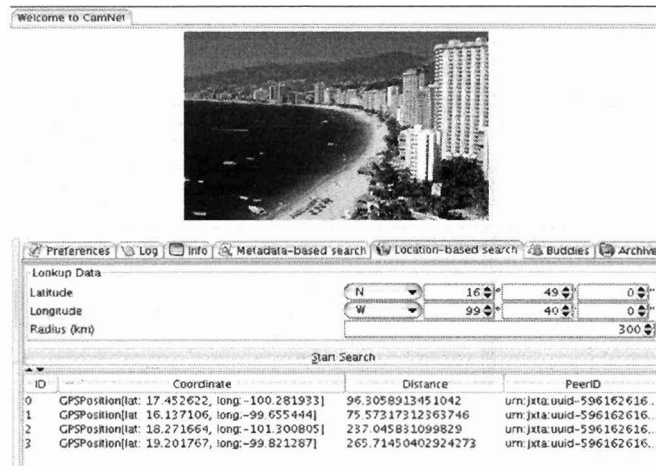 Welcome to CamNet
Preferences Log Info Metadata-based search Location-based search Buddies Archive
Lookup Data
Latitude N 16 ° 49 ' 0 "
Longitude W 99 ° 40 ' 0 "
Radius (km) 300
Start Search
ID Coordinate Distance PeerID
0 GPSPosition[lat: 17.452622, long:-100.281933] 96.3058913451042 urn:jxta:uuid-596162616...
1 GPSPosition[lat: 16.137106, long:-99.655444] 75.57317312363746 urn:jxta:uuid-596162616...
2 GPSPosition[lat: 18.271664, long:-101.300805] 237.045831099829 urn:jxta:uuid-596162616...
3 GPSPosition[lat: 19.201767, long:-99.821287] 265.71450402924273 urn:jxta:uuid-596162616...